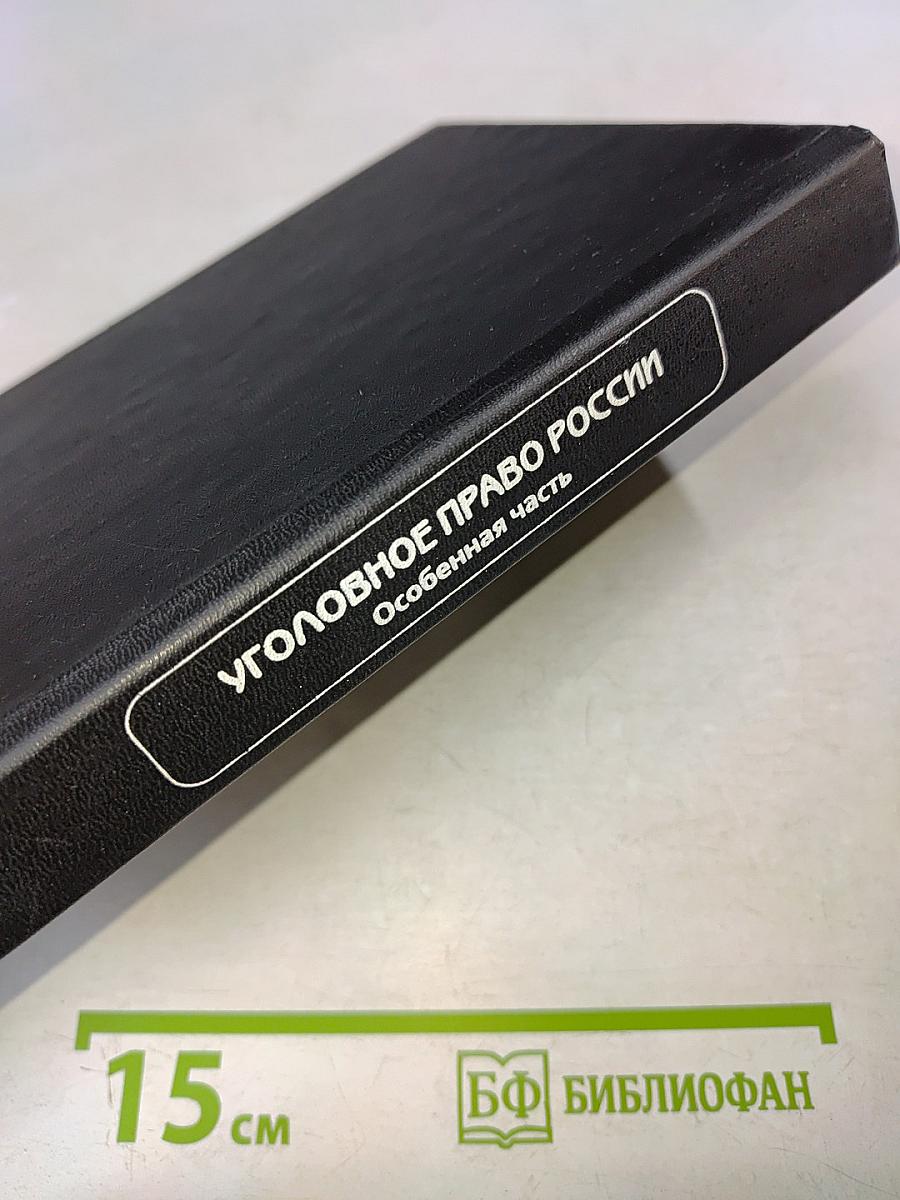 УГОЛОВНОЕ ПРАВО РОССИИ
Особенная часть
15 см
БФ БИБЛИОФАН